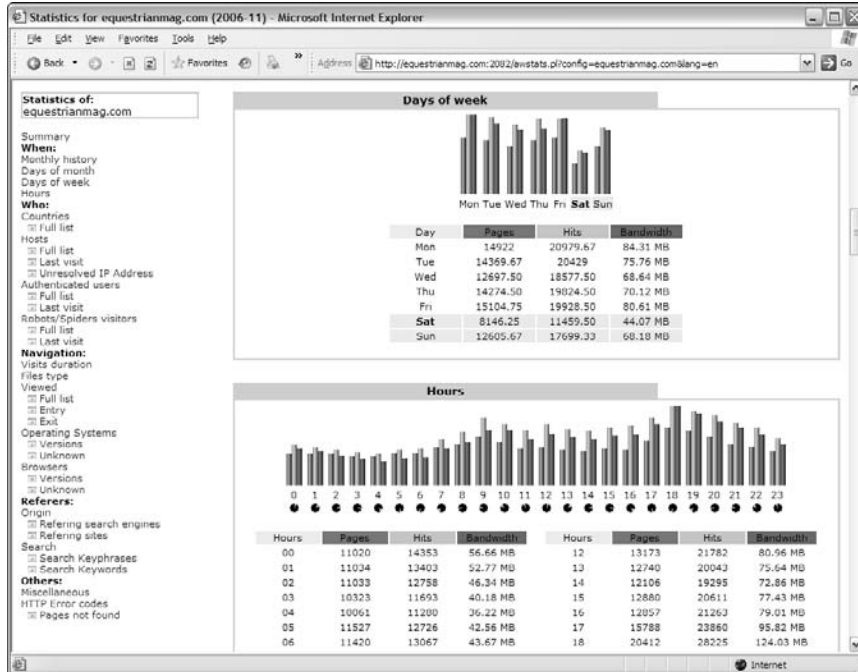 Statistics for equestrianmag.com (2006-11) - Microsoft Internet Explorer
File Edit View Favorites Tools Help
Back Favorites » Address http://equestrianmag.com:2082/awstats.pl?config=equestrianmag.com&lang=en Go
Statistics of:
equestrianmag.com
Summary
When:
Monthly history
Days of month
Days of week
Hours
Who:
Countries
Full list
Hosts
Full list
Last visit
Unresolved IP Address
Authenticated users
Full list
Last visit
Robots/Spiders visitors
Full list
Last visit
Navigation:
Visits duration
Files type
Viewed
Full list
Entry
Exit
Operating Systems
Versions
Unknown
Browsers
Versions
Unknown
Referers:
Origin
Refering search engines
Refering sites
Search
Search Keyphrases
Search Keywords
Others:
Miscellaneous
HTTP Error codes
Pages not found
Days of week
Mon Tue Wed Thu Fri Sat Sun
Day Pages Hits Bandwidth
Mon 14922 20979.67 84.31 MB
Tue 14369.67 20429 75.76 MB
Wed 12697.50 18577.50 68.64 MB
Thu 14274.50 19824.50 70.12 MB
Fri 15104.75 19928.50 80.61 MB
Sat 8146.25 11459.50 44.07 MB
Sun 12605.67 17699.33 68.18 MB
Hours
0 1 2 3 4 5 6 7 8 9 10 11 12 13 14 15 16 17 18 19 20 21 22 23
Hours Pages Hits Bandwidth Hours Pages Hits Bandwidth
00 11020 14353 56.66 MB 12 13173 21782 80.96 MB
01 11034 13403 52.77 MB 13 12740 20043 75.64 MB
02 11033 12758 46.34 MB 14 12106 19295 72.86 MB
03 10323 11693 40.18 MB 15 12880 20611 77.43 MB
04 10061 11280 36.22 MB 16 12857 21263 79.01 MB
05 11527 12726 42.56 MB 17 15788 23860 95.82 MB
06 11420 13067 43.67 MB 18 20412 28225 124.03 MB
Internet